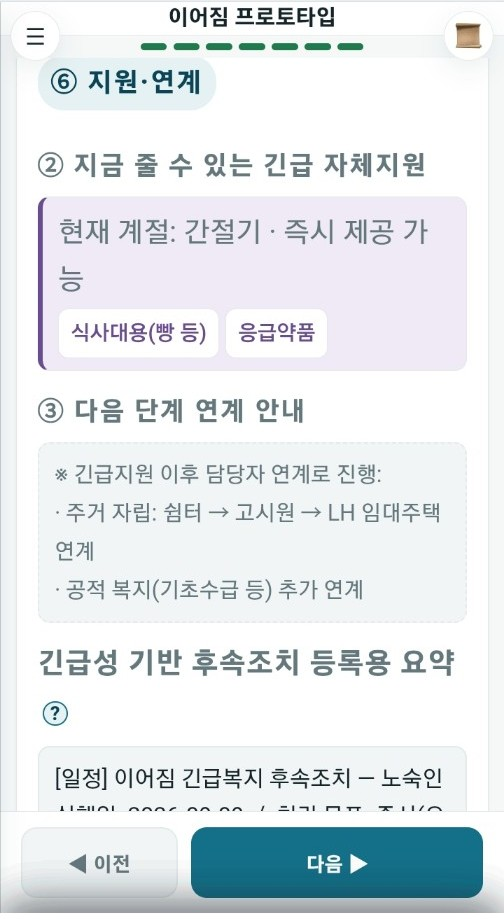 이어짐 프로토타입
⑥ 지원·연계
② 지금 줄 수 있는 긴급 자체지원
현재 계절: 간절기 · 즉시 제공 가
능
식사대용(빵 등) 응급약품
③ 다음 단계 연계 안내
※ 긴급지원 이후 담당자 연계로 진행:
· 주거 자립: 쉼터 → 고시원 → LH 임대주택
연계
· 공적 복지(기초수급 등) 추가 연계
긴급성 기반 후속조치 등록용 요약
?
[일정] 이어짐 긴급복지 후속조치 — 노숙인
◀ 이전 다음 ▶